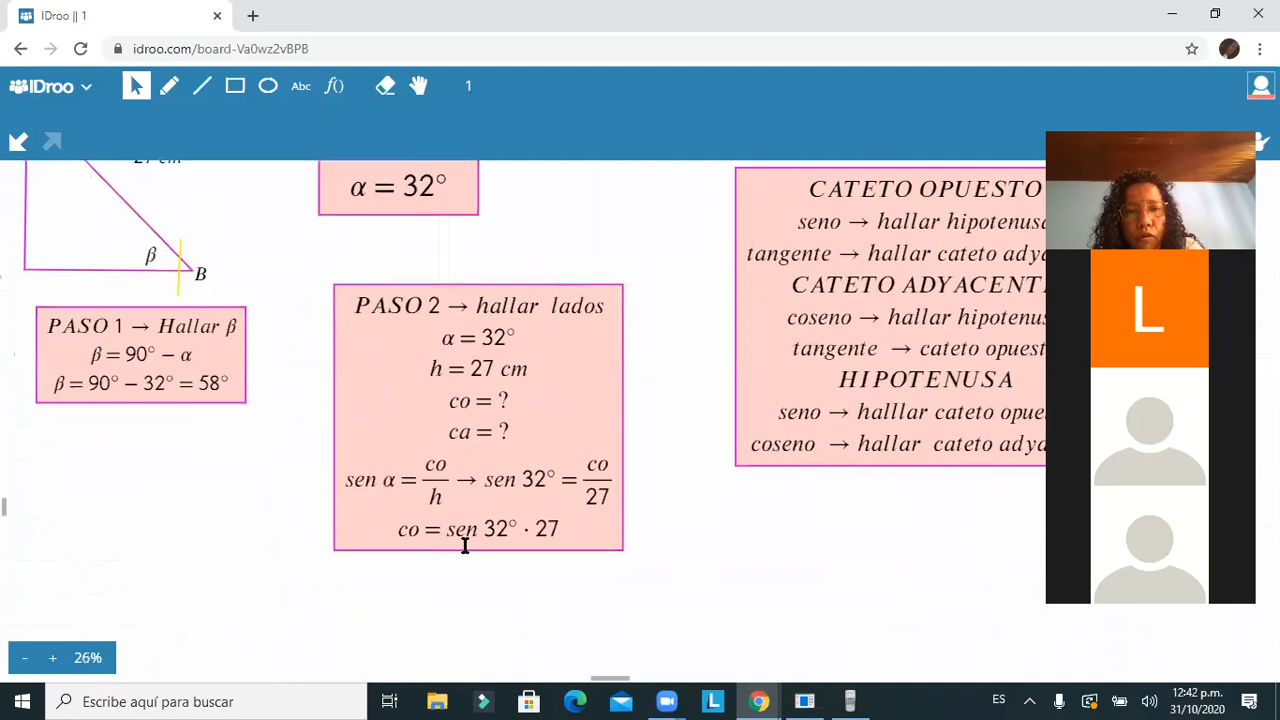 IDroo || 1
idroo.com/board-Va0wz2vBPB
IDroo
Abc
f()
1
27 cm
α = 32°
β
B
PASO 1 → Hallar β
β = 90° − α
β = 90° − 32° = 58°
PASO 2 → hallar lados
α = 32°
h = 27 cm
co = ?
ca = ?
sen α = co/h → sen 32° = co/27
co = sen 32° · 27
CATETO OPUESTO
seno → hallar hipotenusa
tangente → hallar cateto adya
CATETO ADYACENT
coseno → hallar hipotenus
tangente → cateto opuest
HIPOTENUSA
seno → halllar cateto opue
coseno → hallar cateto adya
L
- + 26%
Escribe aquí para buscar
L
ES
12:42 p.m.
31/10/2020